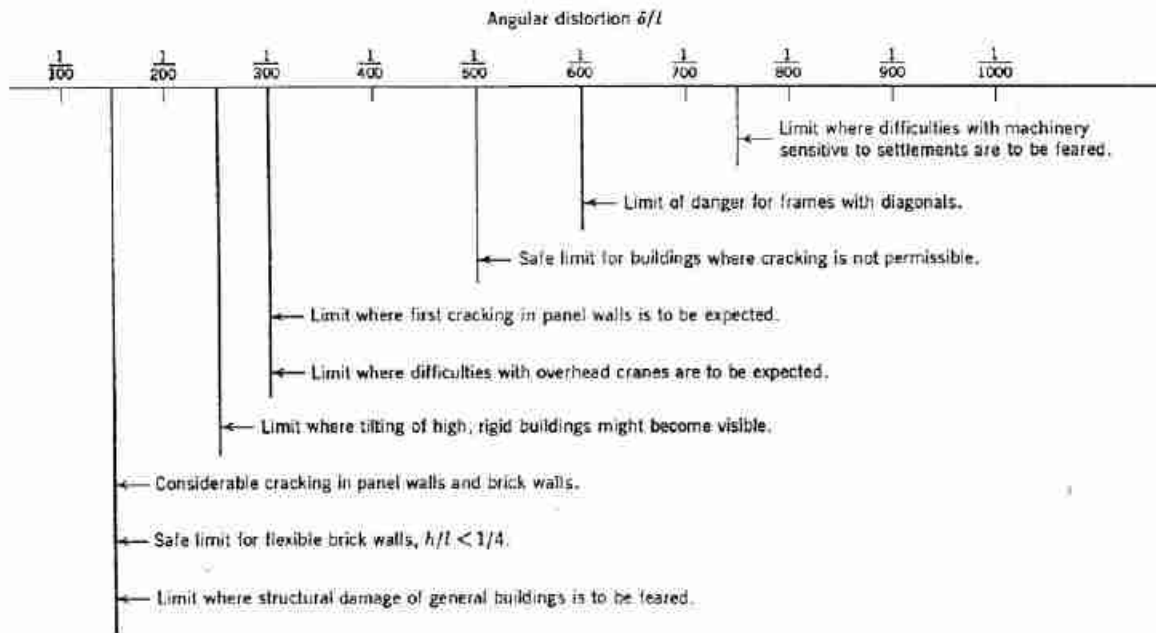 Angular distortion δ/l
1/100 1/200 1/300 1/400 1/500 1/600 1/700 1/800 1/900 1/1000
Limit where difficulties with machinery
sensitive to settlements are to be feared.
Limit of danger for frames with diagonals.
Safe limit for buildings where cracking is not permissible.
Limit where first cracking in panel walls is to be expected.
Limit where difficulties with overhead cranes are to be expected.
Limit where tilting of high, rigid buildings might become visible.
Considerable cracking in panel walls and brick walls.
Safe limit for flexible brick walls, h/l < 1/4.
Limit where structural damage of general buildings is to be feared.